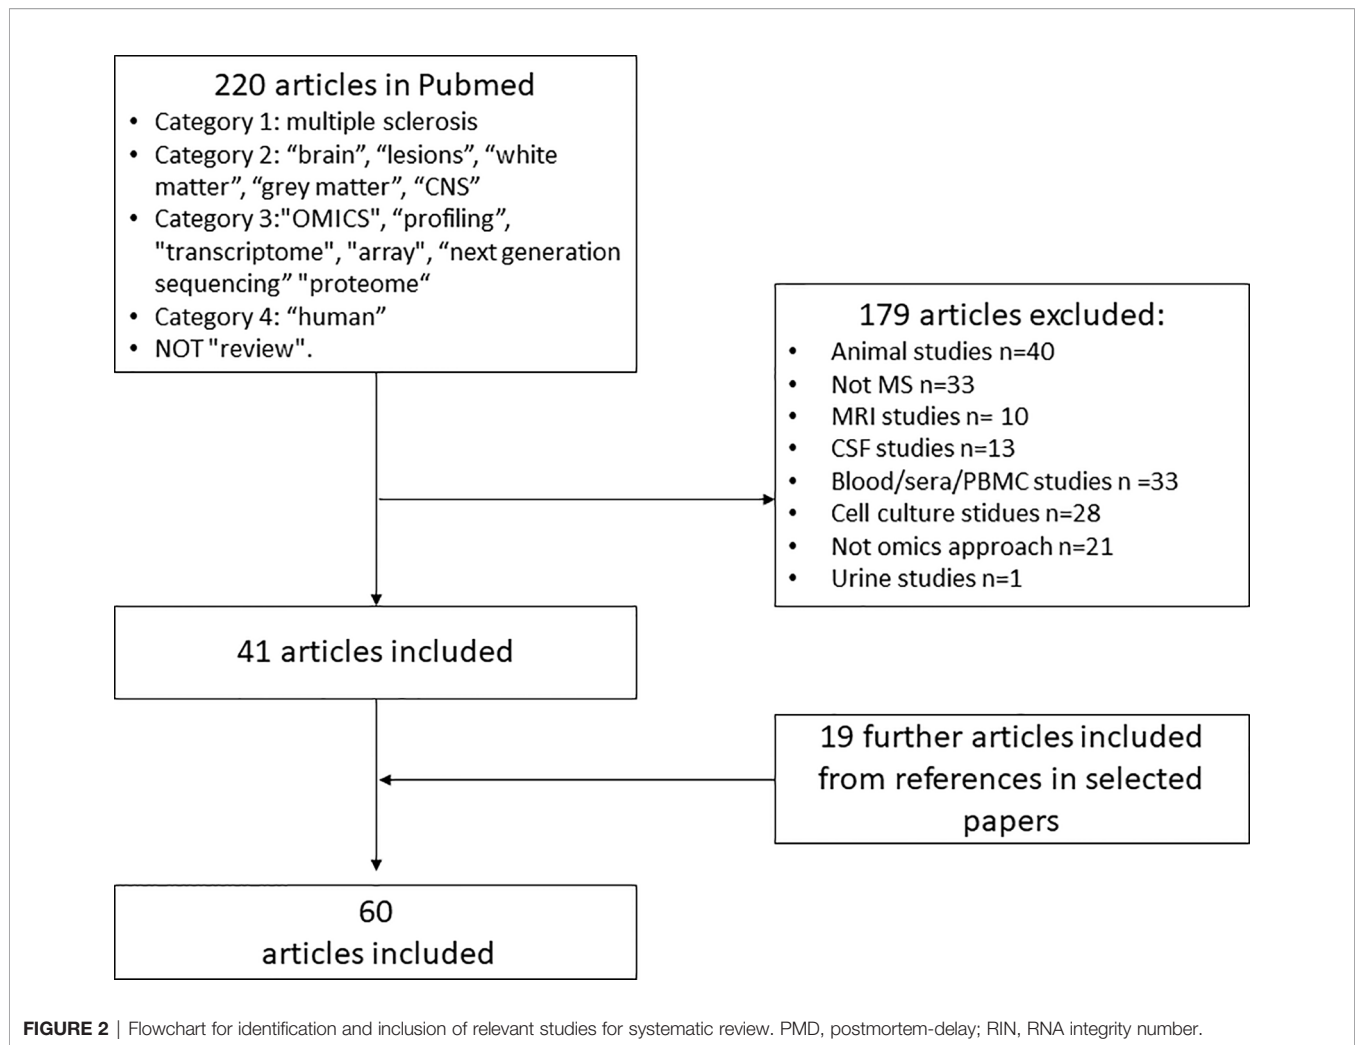 220 articles in Pubmed
• Category 1: multiple sclerosis
• Category 2: “brain”, “lesions”, “white
matter”, “grey matter”, “CNS”
• Category 3:"OMICS", “profiling”,
"transcriptome", "array", “next generation
sequencing” "proteome“
• Category 4: “human”
• NOT "review".
179 articles excluded:
• Animal studies n=40
• Not MS n=33
• MRI studies n= 10
• CSF studies n=13
• Blood/sera/PBMC studies n =33
• Cell culture stidues n=28
• Not omics approach n=21
• Urine studies n=1
41 articles included
19 further articles included
from references in selected
papers
60
articles included
FIGURE 2 | Flowchart for identification and inclusion of relevant studies for systematic review. PMD, postmortem-delay; RIN, RNA integrity number.